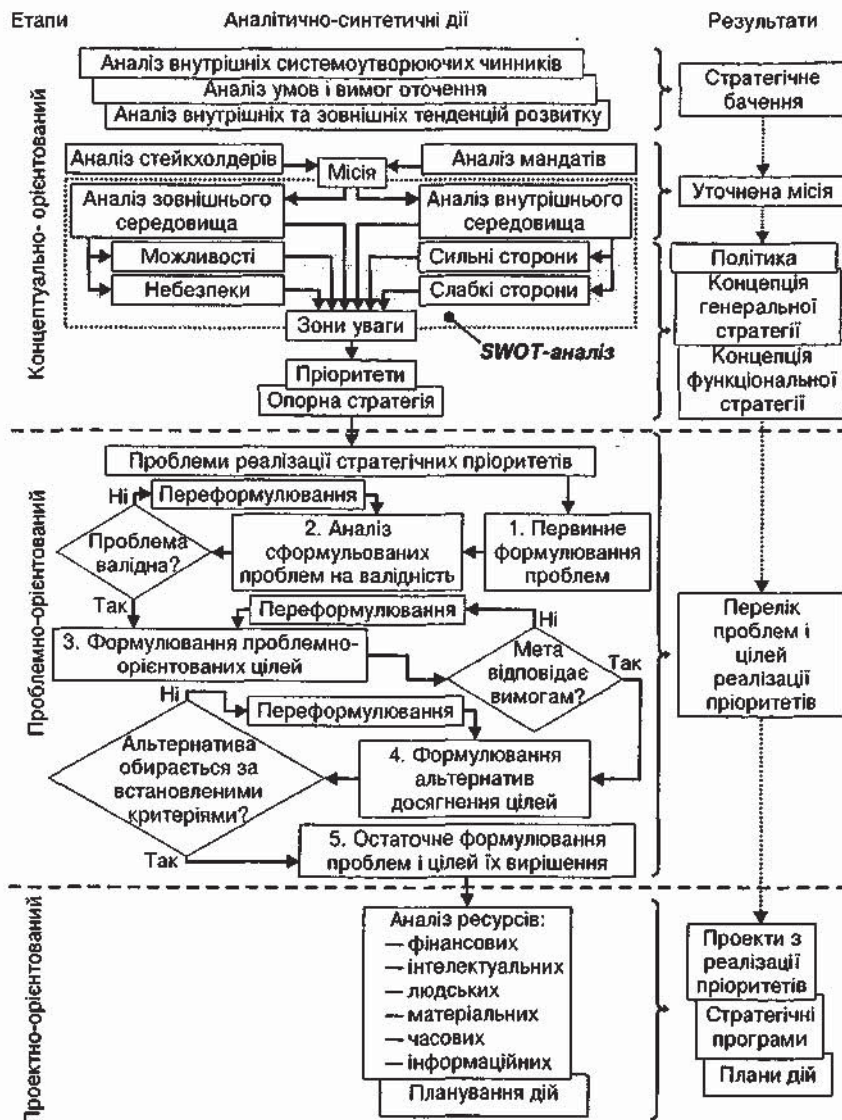 Етапи
Аналітично-синтетичні дії
Результати
Концептуально- орієнтований
Аналіз внутрішніх системоутворюючих чинників
Аналіз умов і вимог оточення
Аналіз внутрішніх та зовнішніх тенденцій розвитку
Стратегічне
бачення
Аналіз стейкхолдерів
Місія
Аналіз мандатів
Уточнена місія
Аналіз зовнішнього
середовища
Аналіз внутрішнього
середовища
Можливості
Сильні сторони
Небезпеки
Слабкі сторони
Зони уваги
SWOT-аналіз
Пріоритети
Опорна стратегія
Політика
Концепція
генеральної
стратегії
Концепція
функціональної
стратегії
Проблемно-орієнтований
Проблеми реалізації стратегічних пріоритетів
Ні
Переформулювання
Проблема
валідна?
2. Аналіз
сформульованих
проблем на валідність
1. Первинне
формулювання
проблем
Так
Переформулювання
Ні
3. Формулювання проблемно-
орієнтованих цілей
Мета
відповідає
вимогам?
Так
Ні
Переформулювання
Альтернатива
обирається за
встановленими
критеріями?
4. Формулювання
альтернатив
досягнення цілей
Так
5. Остаточне формулювання
проблем і цілей їх вирішення
Перелік
проблем і
цілей
реалізації
пріоритетів
Проектно-орієнтований
Аналіз ресурсів:
— фінансових
— інтелектуальних
— людських
— матеріальних
— часових
— інформаційних
Планування дій
Проекти з
реалізації
пріоритетів
Стратегічні
програми
Плани дій